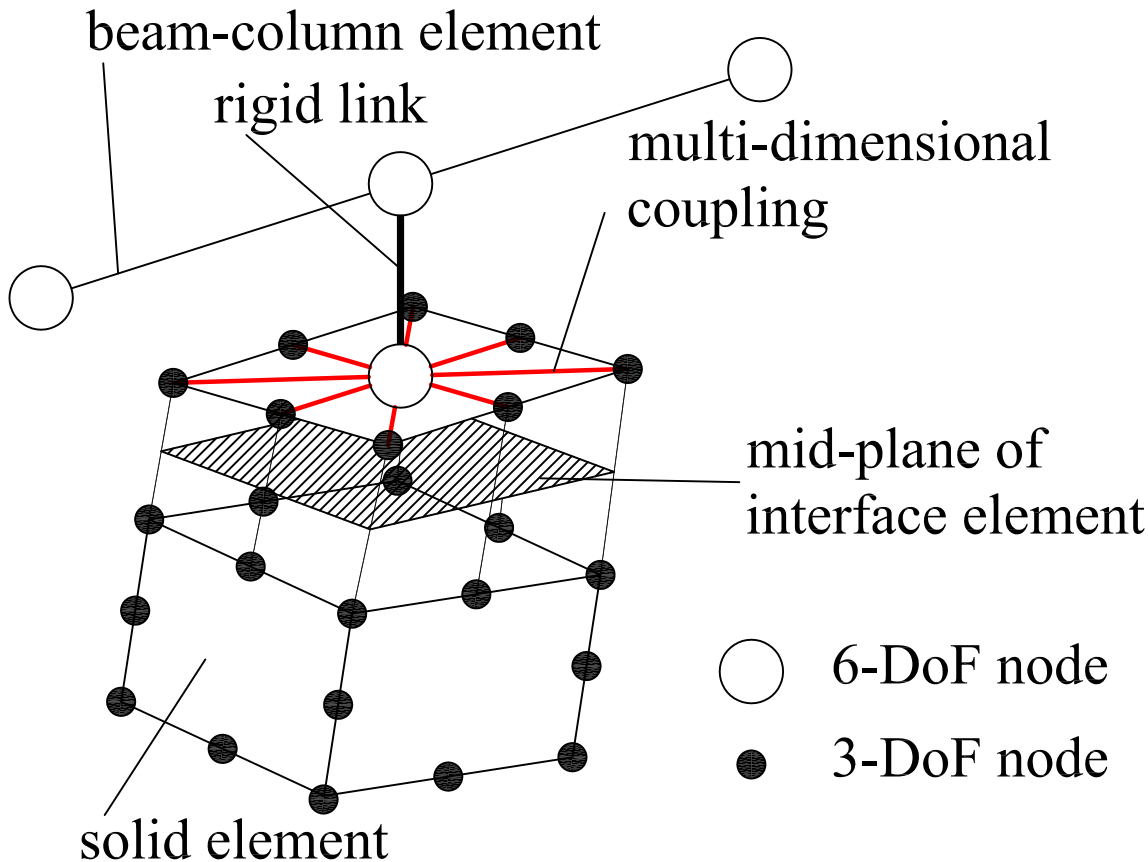 beam-column element
rigid link
multi-dimensional
coupling
mid-plane of
interface element
6-DoF node
3-DoF node
solid element